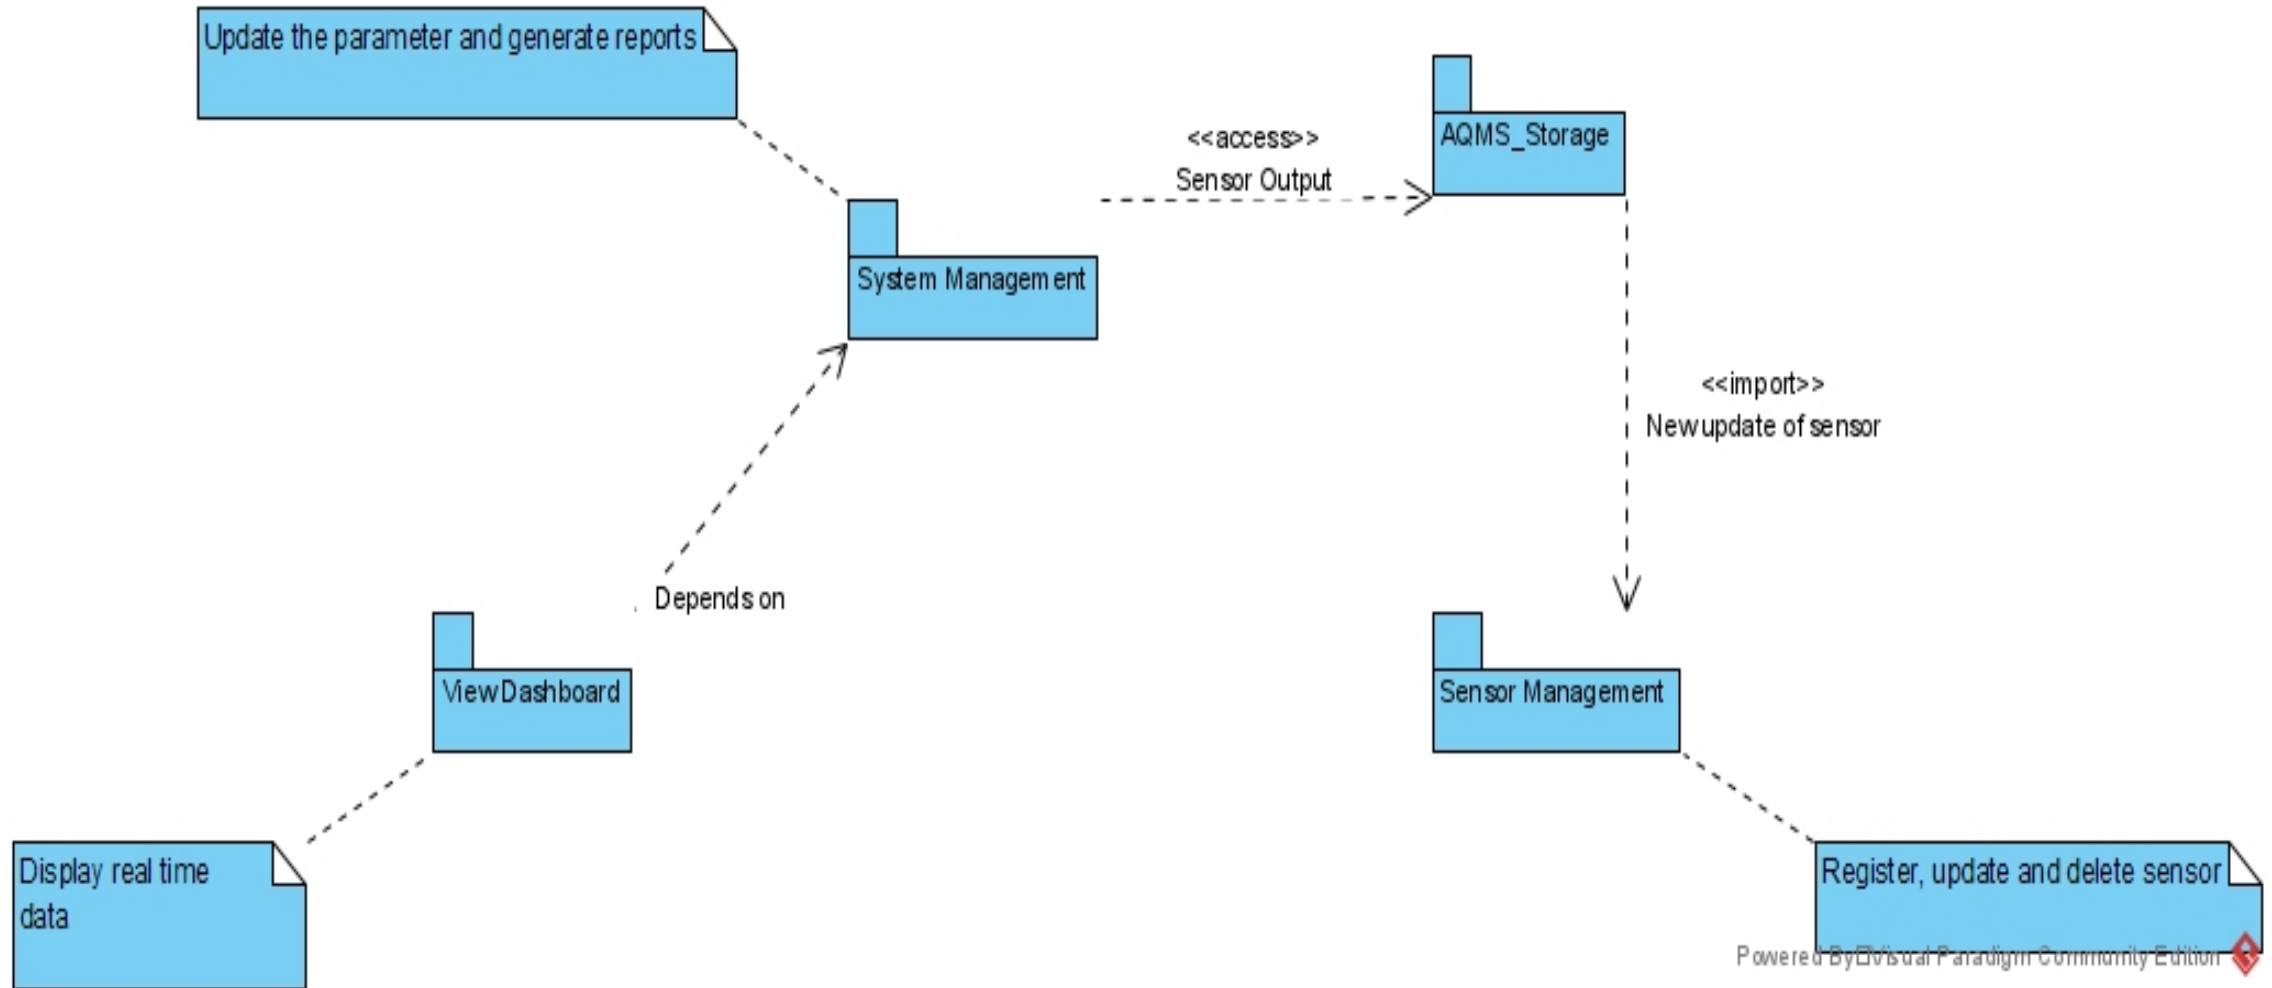 Update the parameter and generate reports
<<access>>
Sensor Output
AQMS_Storage
System Management
<<import>>
New update of sensor
Depends on
View Dashboard
Sensor Management
Display real time
data
Register, update and delete sensor
Powered By Visual Paradigm Community Edition